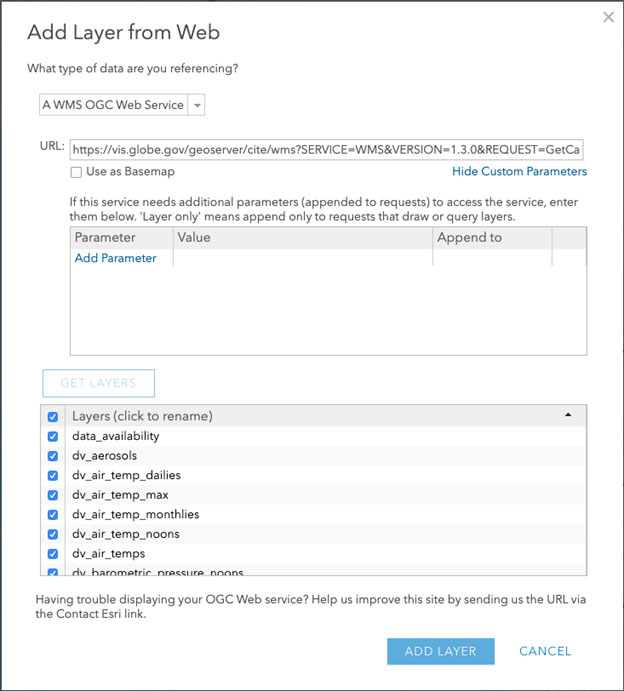 Add Layer from Web
What type of data are you referencing?
A WMS OGC Web Service
URL: https://vis.globe.gov/geoserver/cite/wms?SERVICE=WMS&VERSION=1.3.0&REQUEST=GetCa
Use as Basemap Hide Custom Parameters
If this service needs additional parameters (appended to requests) to access the service, enter
them below. 'Layer only' means append only to requests that draw or query layers.
Parameter Value Append to
Add Parameter
GET LAYERS
Layers (click to rename)
data_availability
dv_aerosols
dv_air_temp_dailies
dv_air_temp_max
dv_air_temp_monthlies
dv_air_temp_noons
dv_air_temps
dv_barometric_pressure_noons
Having trouble displaying your OGC Web service? Help us improve this site by sending us the URL via
the Contact Esri link.
ADD LAYER CANCEL